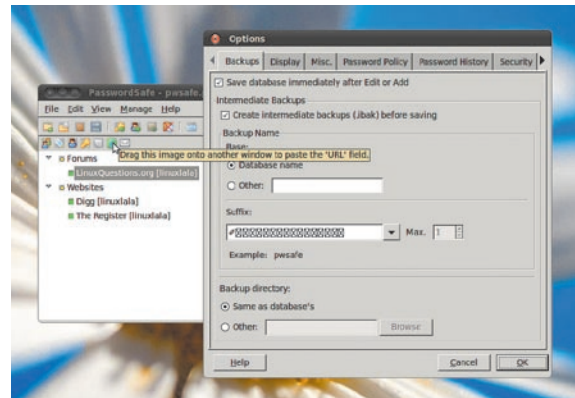 PasswordSafe - pwsafe.
File Edit View Manage Help
Drag this image onto another window to paste the 'URL' field.
Forums
LinuxQuestions.org [linuxlala]
Websites
Digg [linuxlala]
The Register [linuxlala]
Options
Backups Display Misc. Password Policy Password History Security
Save database immediately after Edit or Add
Intermediate Backups
Create intermediate backups (.ibak) before saving
Backup Name
Base:
Database name
Other:
Suffix:
Max. 1
Example: pwsafe
Backup directory:
Same as database's
Other: Browse
Help Cancel OK